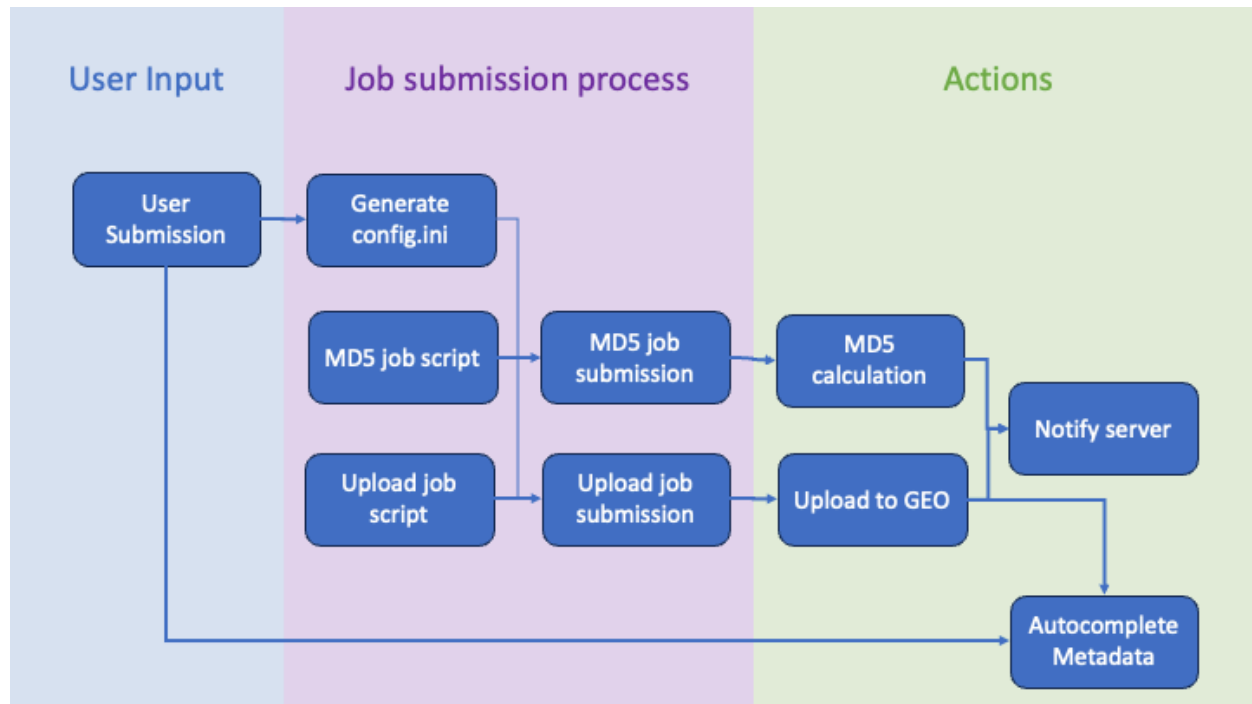 User Input
Job submission process
Actions
User
Submission
Generate
config.ini
MD5 job script
MD5 job
submission
MD5
calculation
Notify server
Upload job
script
Upload job
submission
Upload to GEO
Autocomplete
Metadata